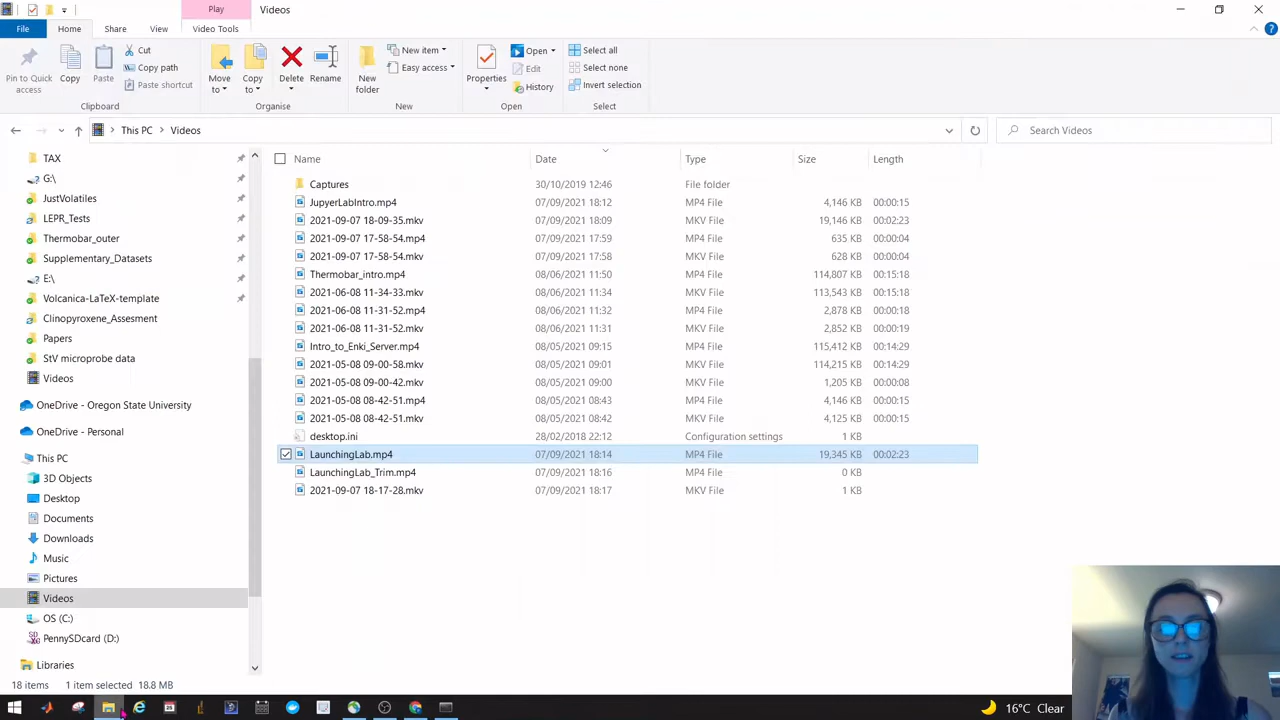 Play
Videos
File
Home
Share
View
Video Tools
Pin to Quick access
Copy
Paste
Cut
Copy path
Paste shortcut
Clipboard
Move to
Copy to
Delete
Rename
Organise
New folder
New item
Easy access
New
Properties
Open
Edit
History
Open
Select all
Select none
Invert selection
Select
This PC
Videos
Search Videos
TAX
G:\
JustVolatiles
LEPR_Tests
Thermobar_outer
Supplementary_Datasets
E:\
Volcanica-LaTeX-template
Clinopyroxene_Assesment
Papers
StV microprobe data
Videos
OneDrive - Oregon State University
OneDrive - Personal
This PC
3D Objects
Desktop
Documents
Downloads
Music
Pictures
Videos
OS (C:)
PennySDcard (D:)
Libraries
Name Date Type Size Length
Captures 30/10/2019 12:46 File folder
JupyerLabIntro.mp4 07/09/2021 18:12 MP4 File 4,146 KB 00:00:15
2021-09-07 18-09-35.mkv 07/09/2021 18:09 MKV File 19,146 KB 00:02:23
2021-09-07 17-58-54.mp4 07/09/2021 17:59 MP4 File 635 KB 00:00:04
2021-09-07 17-58-54.mkv 07/09/2021 17:58 MKV File 628 KB 00:00:04
Thermobar_intro.mp4 08/06/2021 11:50 MP4 File 114,807 KB 00:15:18
2021-06-08 11-34-33.mkv 08/06/2021 11:34 MKV File 113,543 KB 00:15:18
2021-06-08 11-31-52.mp4 08/06/2021 11:32 MP4 File 2,878 KB 00:00:18
2021-06-08 11-31-52.mkv 08/06/2021 11:31 MKV File 2,852 KB 00:00:19
Intro_to_Enki_Server.mp4 08/05/2021 09:15 MP4 File 115,412 KB 00:14:29
2021-05-08 09-00-58.mkv 08/05/2021 09:01 MKV File 114,215 KB 00:14:29
2021-05-08 09-00-42.mkv 08/05/2021 09:00 MKV File 1,205 KB 00:00:08
2021-05-08 08-42-51.mp4 08/05/2021 08:43 MP4 File 4,146 KB 00:00:15
2021-05-08 08-42-51.mkv 08/05/2021 08:42 MKV File 4,125 KB 00:00:15
desktop.ini 28/02/2018 22:12 Configuration settings 1 KB
LaunchingLab.mp4 07/09/2021 18:14 MP4 File 19,345 KB 00:02:23
LaunchingLab_Trim.mp4 07/09/2021 18:16 MP4 File 0 KB
2021-09-07 18-17-28.mkv 07/09/2021 18:17 MKV File 1 KB
18 items 1 item selected 18.8 MB
16°C Clear